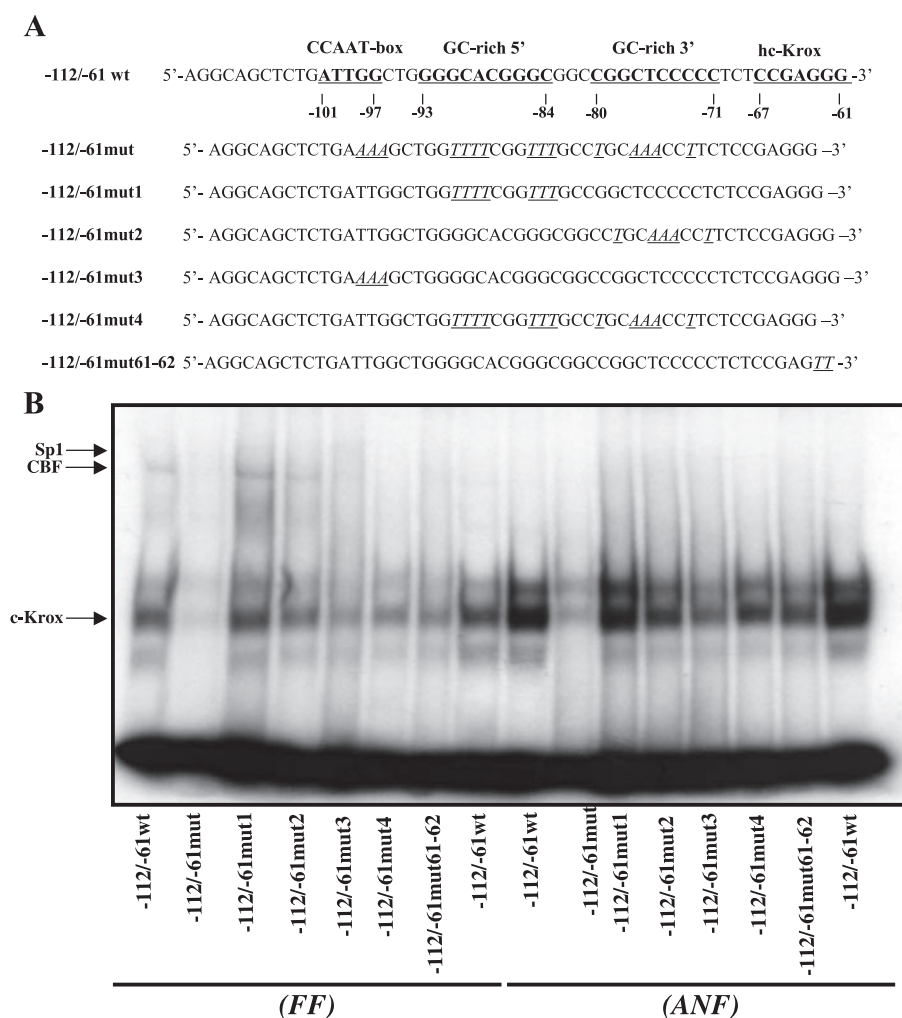 A
CCAAT-box GC-rich 5’ GC-rich 3’ hc-Krox
-112/-61 wt 5’-AGGCAGCTCTGATTGGCTGGGGCACGGGCGGCCGGCTCCCCCTCTCCGAGGG-3’
-101 -97 -93 -84 -80 -71 -67 -61
-112/-61mut 5’- AGGCAGCTCTGAAAAGCTGGTTTTCGGTTTGCCTGCAAACCTTCTCCGAGGG –3’
-112/-61mut1 5’- AGGCAGCTCTGATTGGCTGGTTTTCGGTTTGCCGGCTCCCCCTCTCCGAGGG –3’
-112/-61mut2 5’- AGGCAGCTCTGATTGGCTGGGGCACGGGCGGCCTGCAAACCTTCTCCGAGGG –3’
-112/-61mut3 5’- AGGCAGCTCTGAAAAGCTGGGGCACGGGCGGCCGGCTCCCCCTCTCCGAGGG –3’
-112/-61mut4 5’- AGGCAGCTCTGATTGGCTGGTTTTCGGTTTGCCTGCAAACCTTCTCCGAGGG –3’
-112/-61mut61-62 5’-AGGCAGCTCTGATTGGCTGGGGCACGGGCGGCCGGCTCCCCCTCTCCGAGTT -3’
B
Sp1
CBF
c-Krox
-112/-61wt
-112/-61mut
-112/-61mut1
-112/-61mut2
-112/-61mut3
-112/-61mut4
-112/-61mut61-62
-112/-61wt
-112/-61wt
-112/-61mut
-112/-61mut1
-112/-61mut2
-112/-61mut3
-112/-61mut4
-112/-61mut61-62
-112/-61wt
(FF) (ANF)